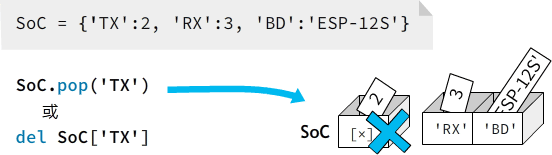 SoC = {'TX':2, 'RX':3, 'BD':'ESP-12S'}
SoC.pop('TX')
或
del SoC['TX']
SoC
2
[×]
3
'RX'
'ESP-12S'
'BD'